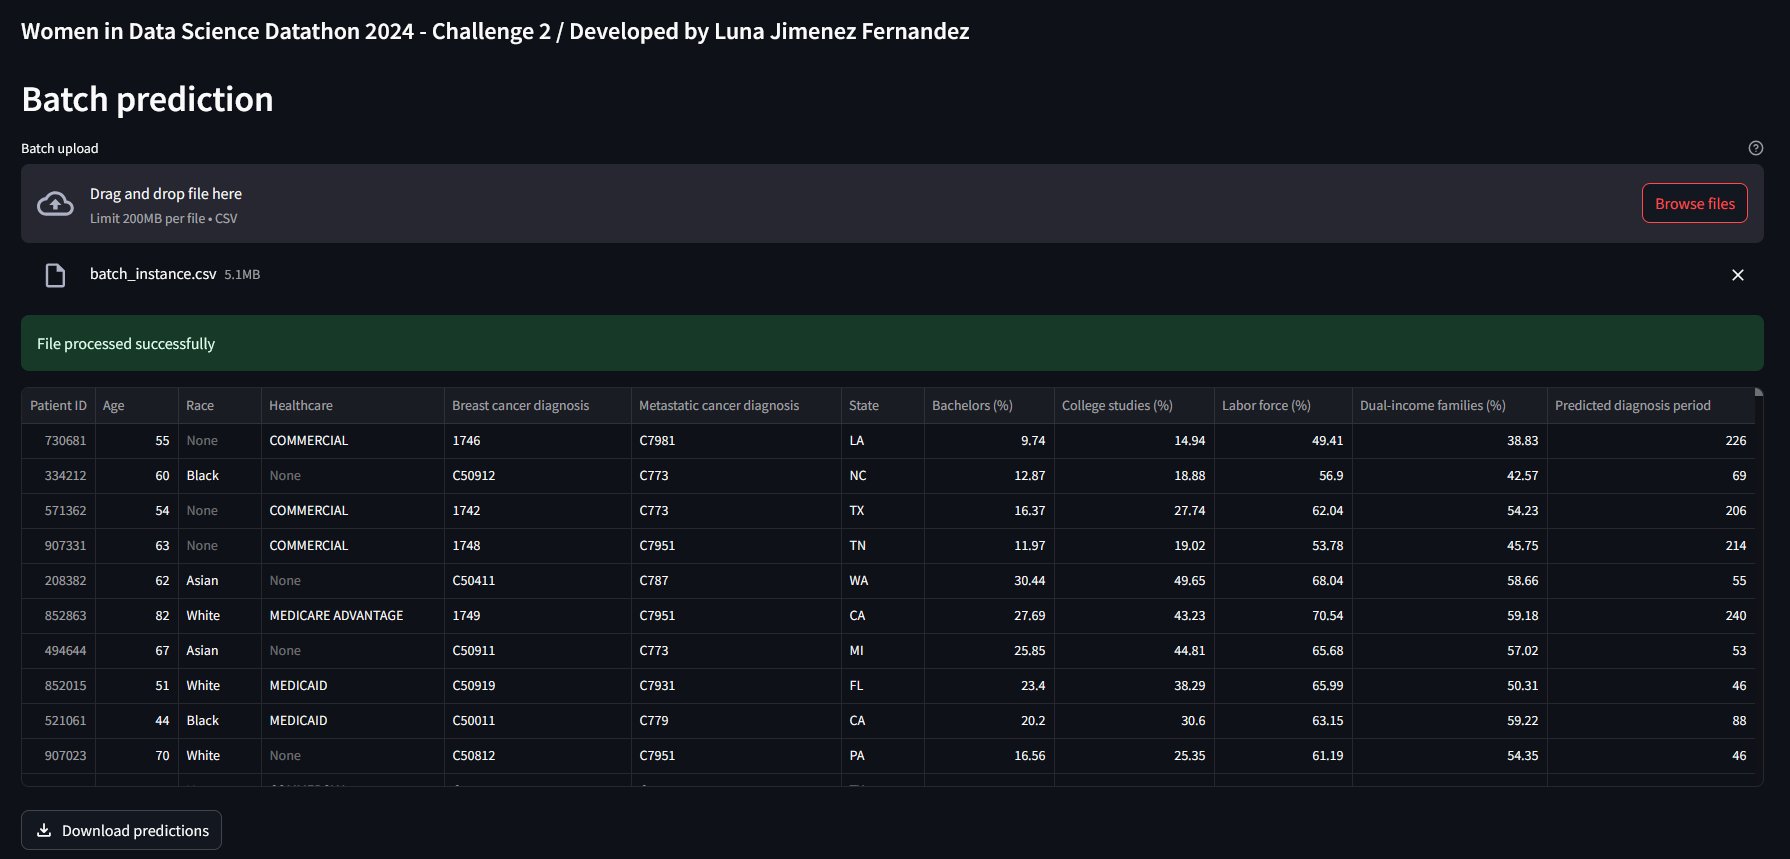 Women in Data Science Datathon 2024 - Challenge 2 / Developed by Luna Jimenez Fernandez
Batch prediction
Batch upload
Drag and drop file here
Limit 200MB per file • CSV
Browse files
batch_instance.csv 5.1MB
File processed successfully
Patient ID Age Race Healthcare Breast cancer diagnosis Metastatic cancer diagnosis State Bachelors (%) College studies (%) Labor force (%) Dual-income families (%) Predicted diagnosis period
730681 55 None COMMERCIAL 1746 C7981 LA 9.74 14.94 49.41 38.83 226
334212 60 Black None C50912 C773 NC 12.87 18.88 56.9 42.57 69
571362 54 None COMMERCIAL 1742 C773 TX 16.37 27.74 62.04 54.23 206
907331 63 None COMMERCIAL 1748 C7951 TN 11.97 19.02 53.78 45.75 214
208382 62 Asian None C50411 C787 WA 30.44 49.65 68.04 58.66 55
852863 82 White MEDICARE ADVANTAGE 1749 C7951 CA 27.69 43.23 70.54 59.18 240
494644 67 Asian None C50911 C773 MI 25.85 44.81 65.68 57.02 53
852015 51 White MEDICAID C50919 C7931 FL 23.4 38.29 65.99 50.31 46
521061 44 Black MEDICAID C50011 C779 CA 20.2 30.6 63.15 59.22 88
907023 70 White None C50812 C7951 PA 16.56 25.35 61.19 54.35 46
Download predictions